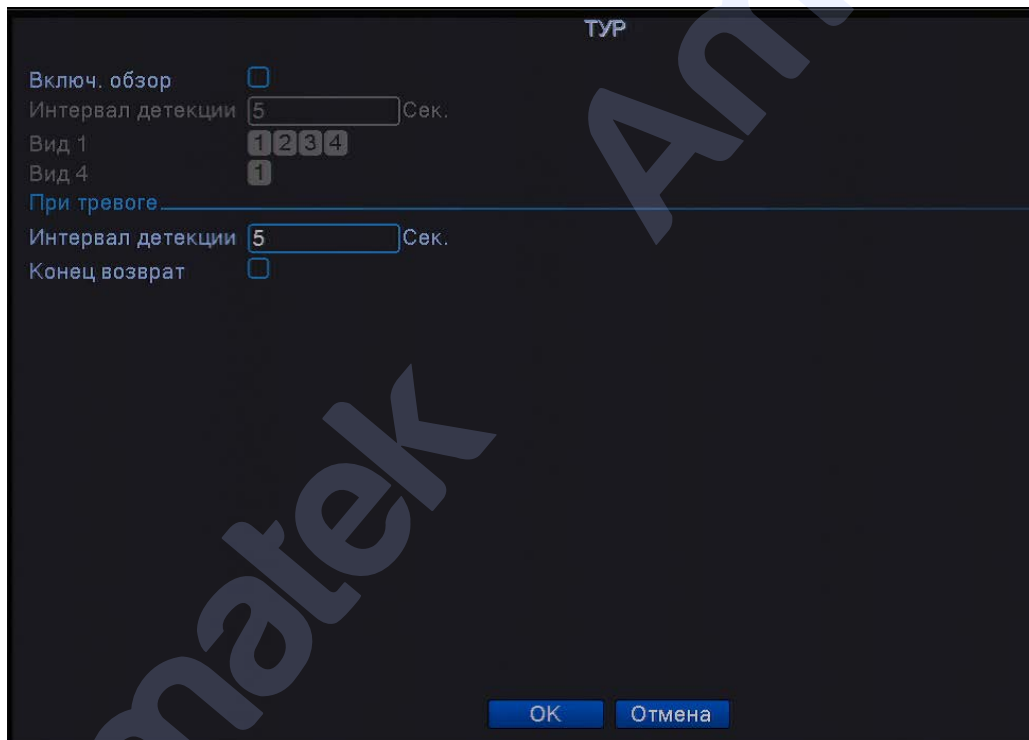 ТУР
Включ. обзор
Интервал детекции 5 Сек.
Вид 1 1 2 3 4
Вид 4 1
При тревоге
Интервал детекции 5 Сек.
Конец возврат
OK Отмена